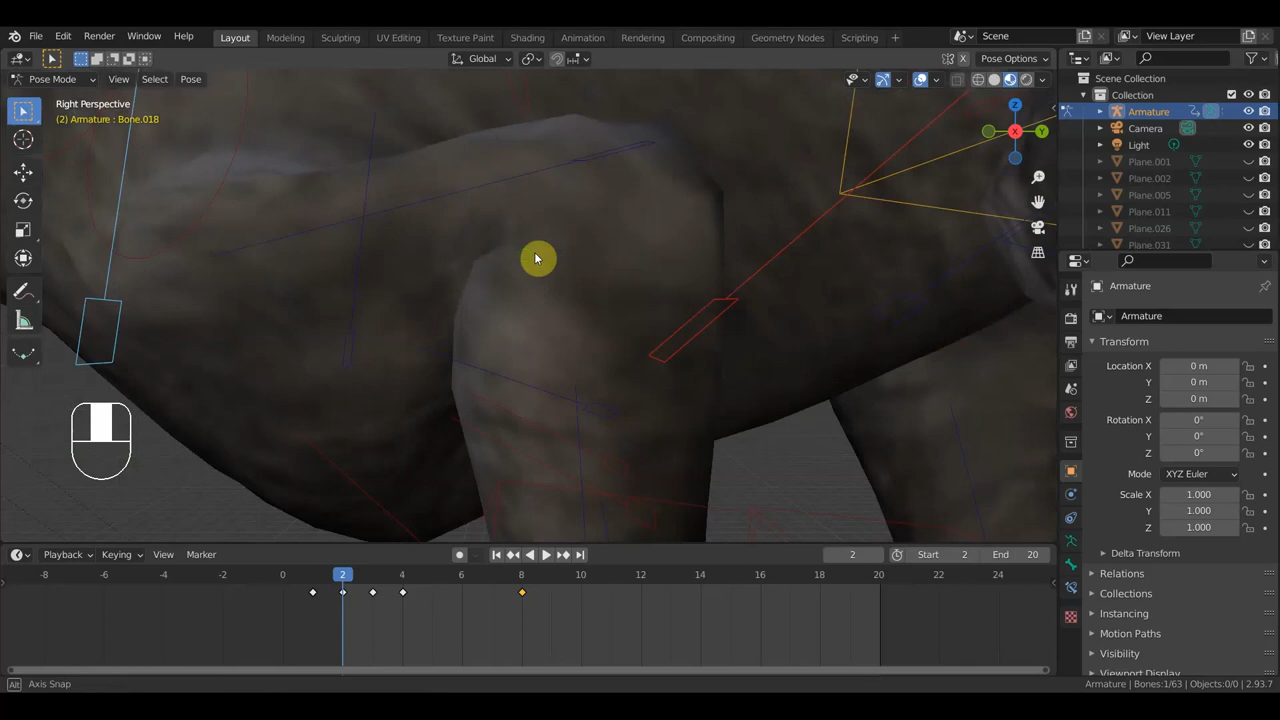 File Edit Render Window Help Layout Modeling Sculpting UV Editing Texture Paint Shading Animation Rendering Compositing Geometry Nodes Scripting + Scene View Layer
Global Pose Options
Pose Mode View Select Pose
Right Perspective
(2) Armature : Bone.018
Z
X
Y
Scene Collection
Collection
Armature
Camera
Light
Plane.001
Plane.002
Plane.005
Plane.011
Plane.026
Plane.031
Armature
Armature
Transform
Location X 0 m
Y 0 m
Z 0 m
Rotation X 0°
Y 0°
Z 0°
Mode XYZ Euler
Scale X 1.000
Y 1.000
Z 1.000
Delta Transform
Relations
Collections
Instancing
Motion Paths
Visibility
Viewport Display
Playback Keying View Marker 2 Start 2 End 20
-8 -6 -4 -2 0 2 4 6 8 10 12 14 16 18 20 22 24
Alt Axis Snap Armature | Bones:1/63 | Objects:0/0 | 2.93.7